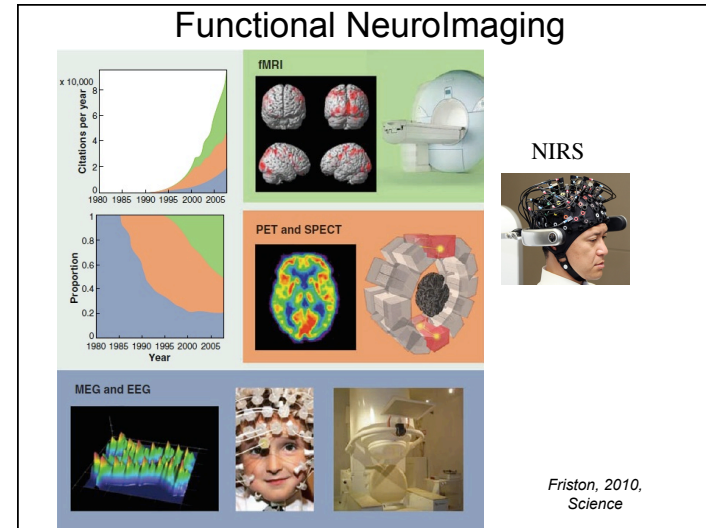 Functional NeuroImaging
x 10,000
Citations per year
8
6
4
2
0
1980 1985 1990 1995 2000 2005
fMRI
NIRS
Proportion
1
0.8
0.6
0.4
0.2
0
1980 1985 1990 1995 2000 2005
Year
PET and SPECT
MEG and EEG
Friston, 2010,
Science